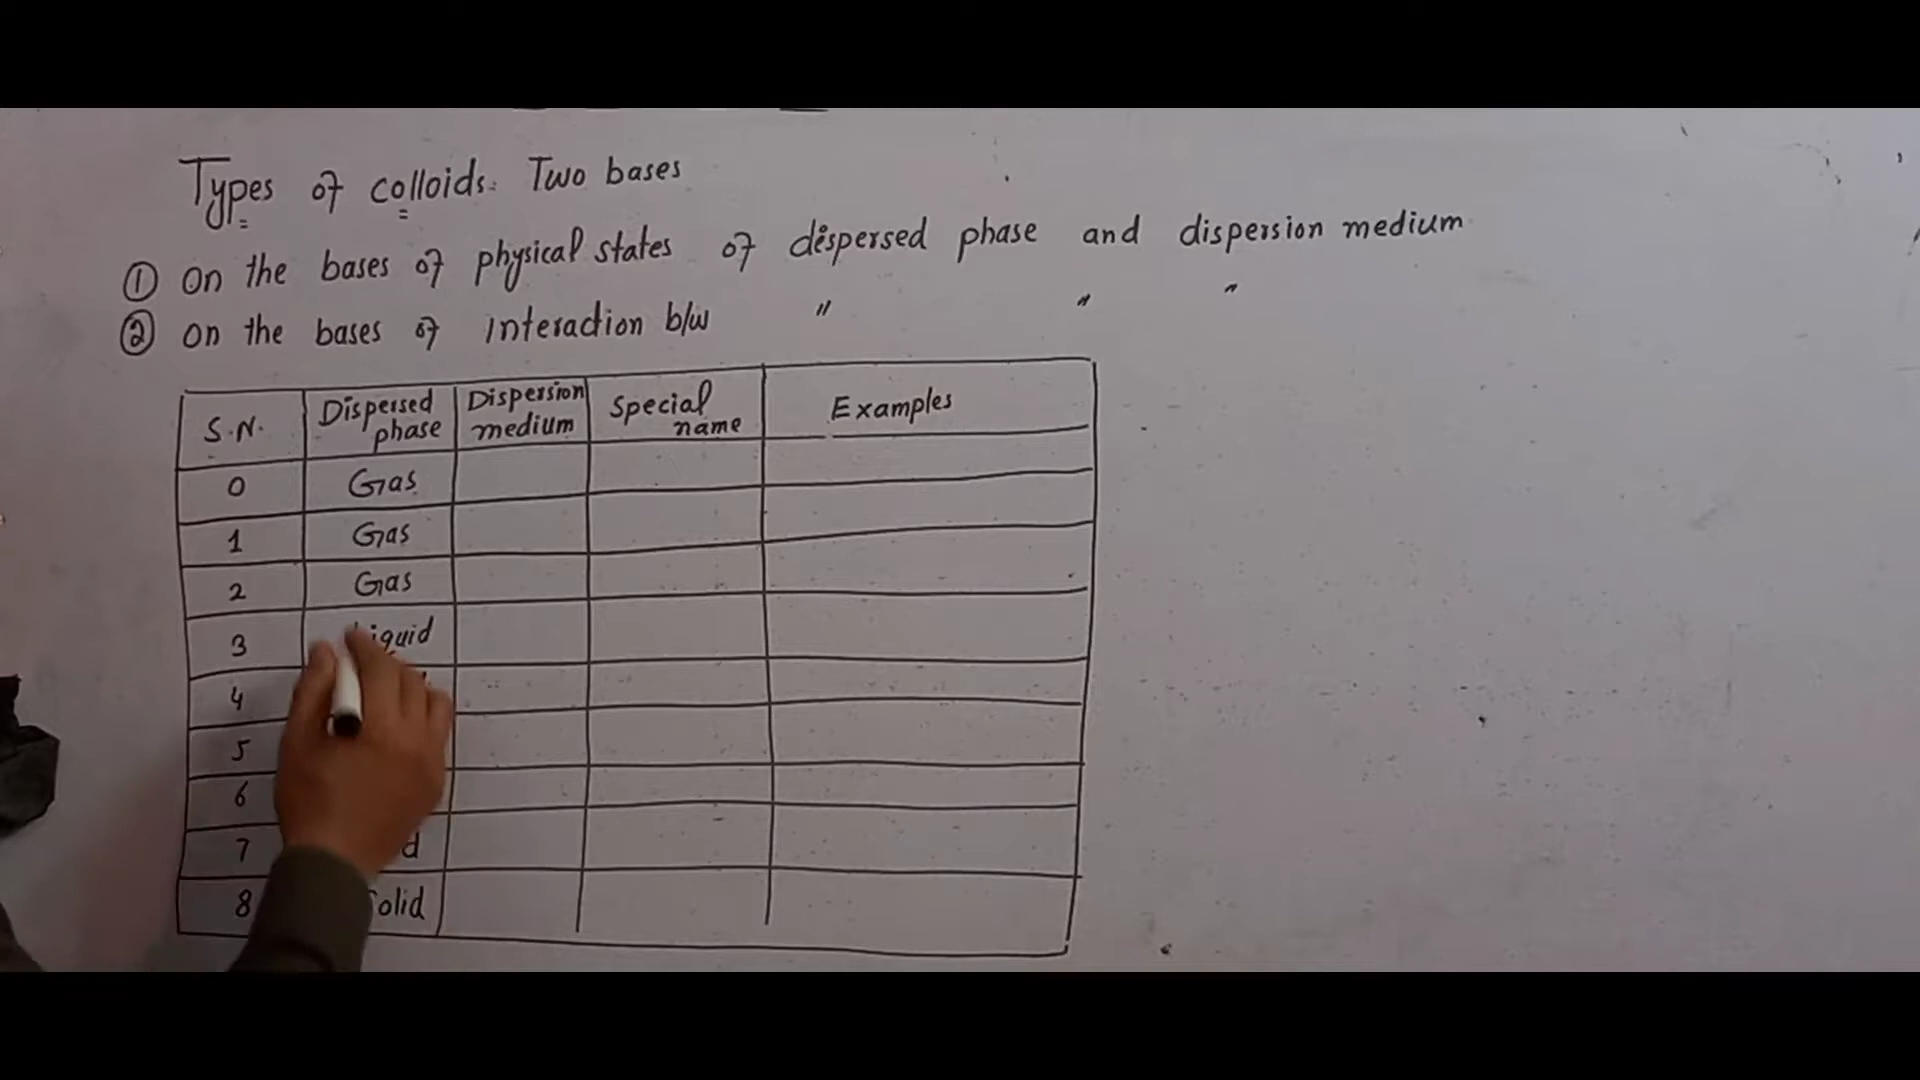 Types of colloids: Two bases
① On the bases of physical states of dispersed phase and dispersion medium
② on the bases of interaction b/w " " "
S.N. Dispersed phase Dispersion medium Special name Examples
0 Gas
1 Gas
2 Gas
3 Liquid
4
5
6
7
8 Solid